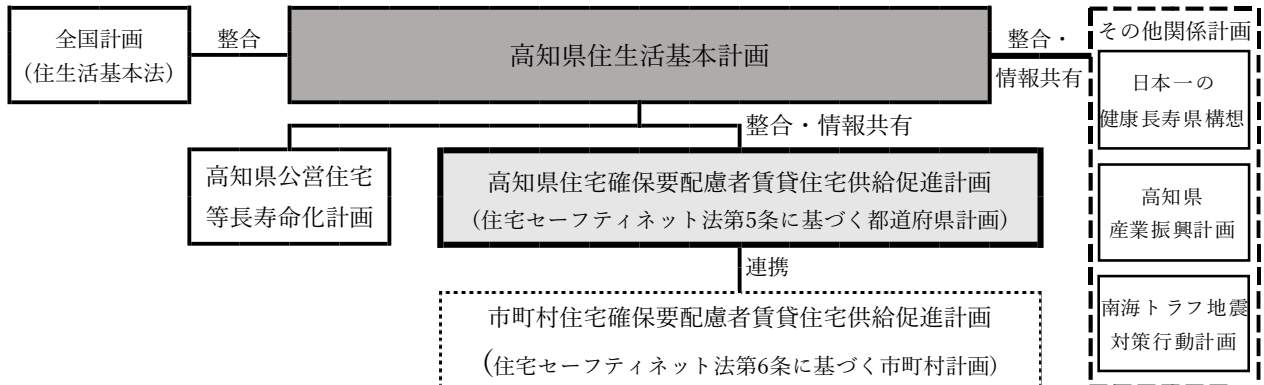 全国計画
(住生活基本法)
整合
高知県住生活基本計画
整合・
情報共有
その他関係計画
日本一の
健康長寿県構想
高知県
産業振興計画
南海トラフ地震
対策行動計画
整合・情報共有
高知県公営住宅
等長寿命化計画
高知県住宅確保要配慮者賃貸住宅供給促進計画
(住宅セーフティネット法第5条に基づく都道府県計画)
連携
市町村住宅確保要配慮者賃貸住宅供給促進計画
(住宅セーフティネット法第6条に基づく市町村計画)